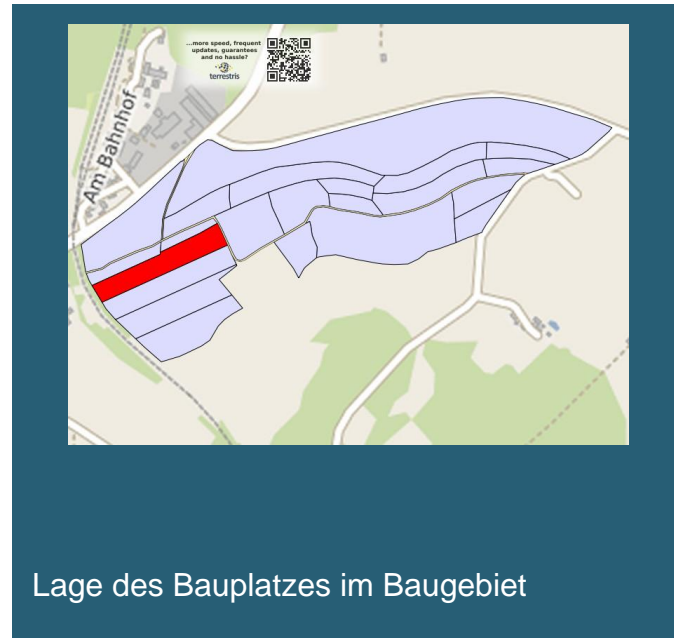 ...more speed, frequent
updates, guarantees
and no hassle?
terrestris
Am Bahnhof
Lage des Bauplatzes im Baugebiet